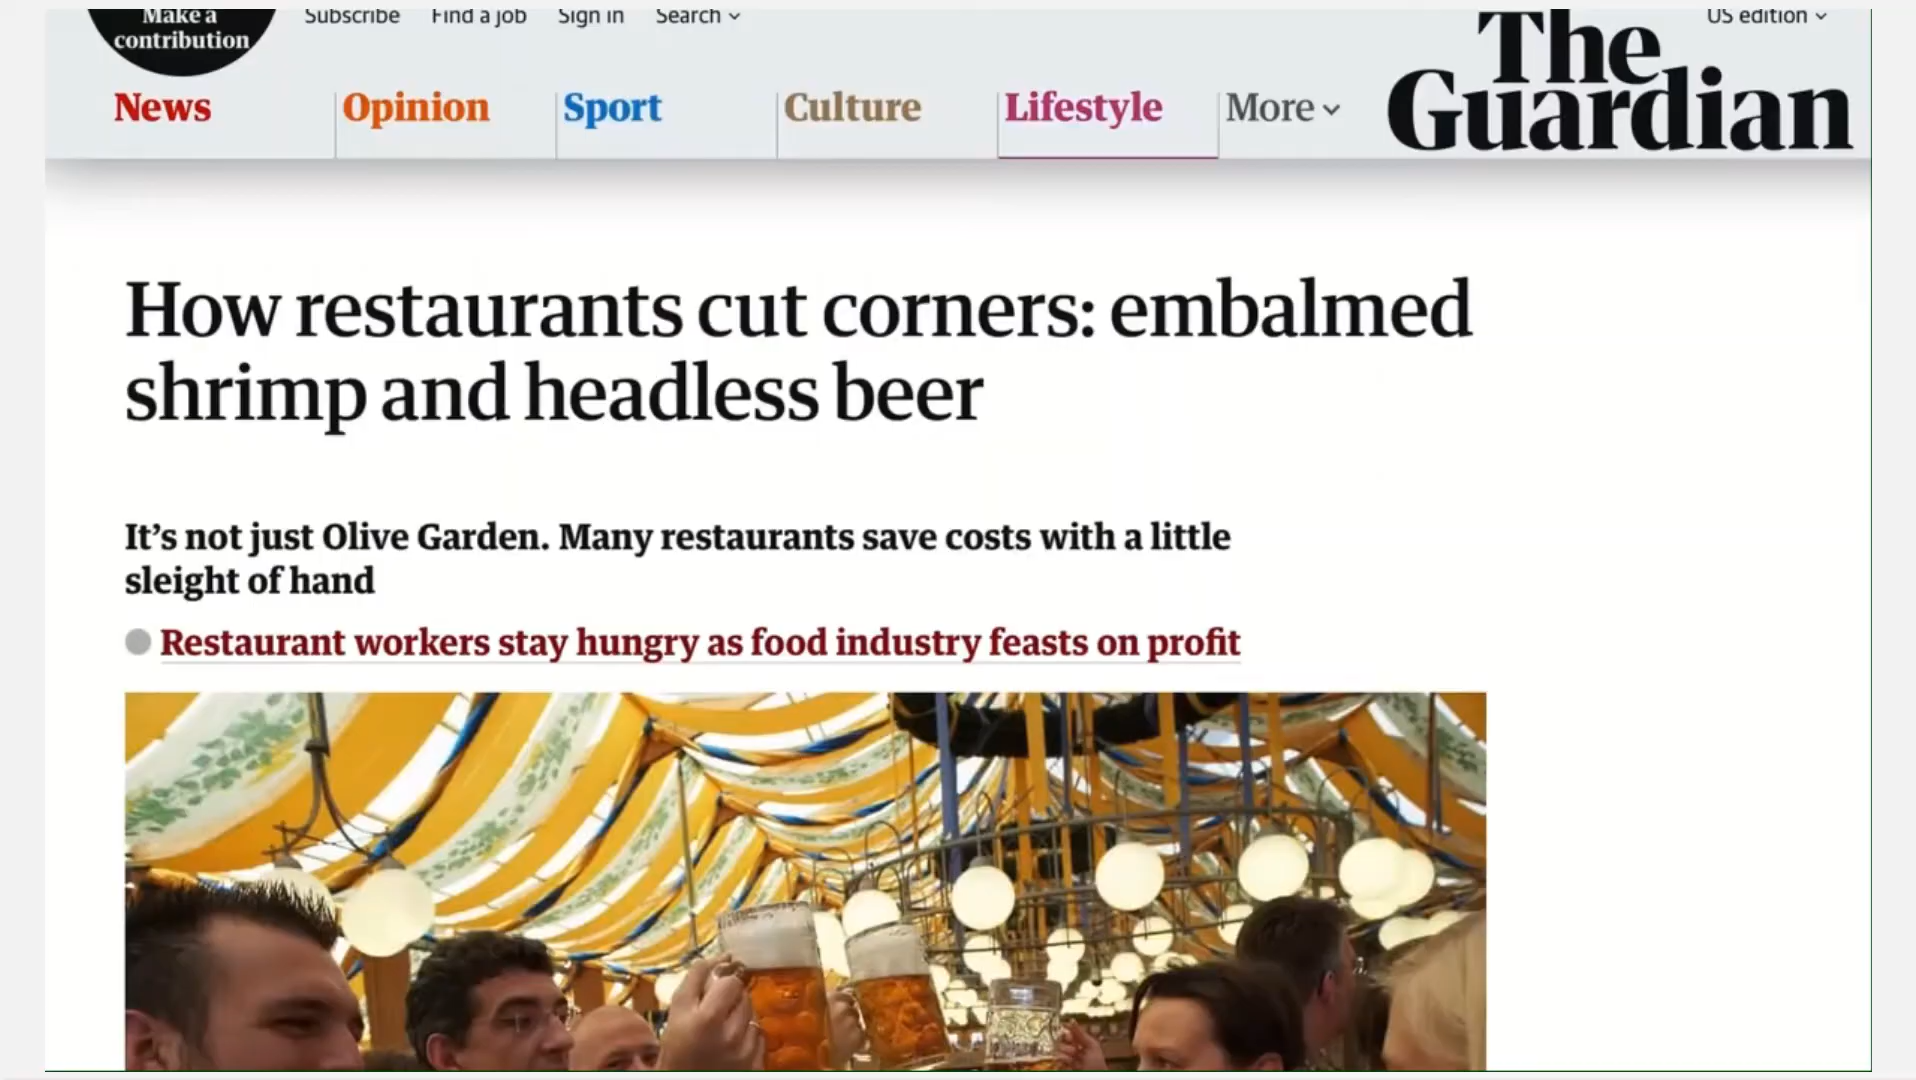 Make a
contribution
Subscribe Find a job Sign in Search
US edition
The
Guardian
News Opinion Sport Culture Lifestyle More
How restaurants cut corners: embalmed
shrimp and headless beer
It’s not just Olive Garden. Many restaurants save costs with a little
sleight of hand
Restaurant workers stay hungry as food industry feasts on profit